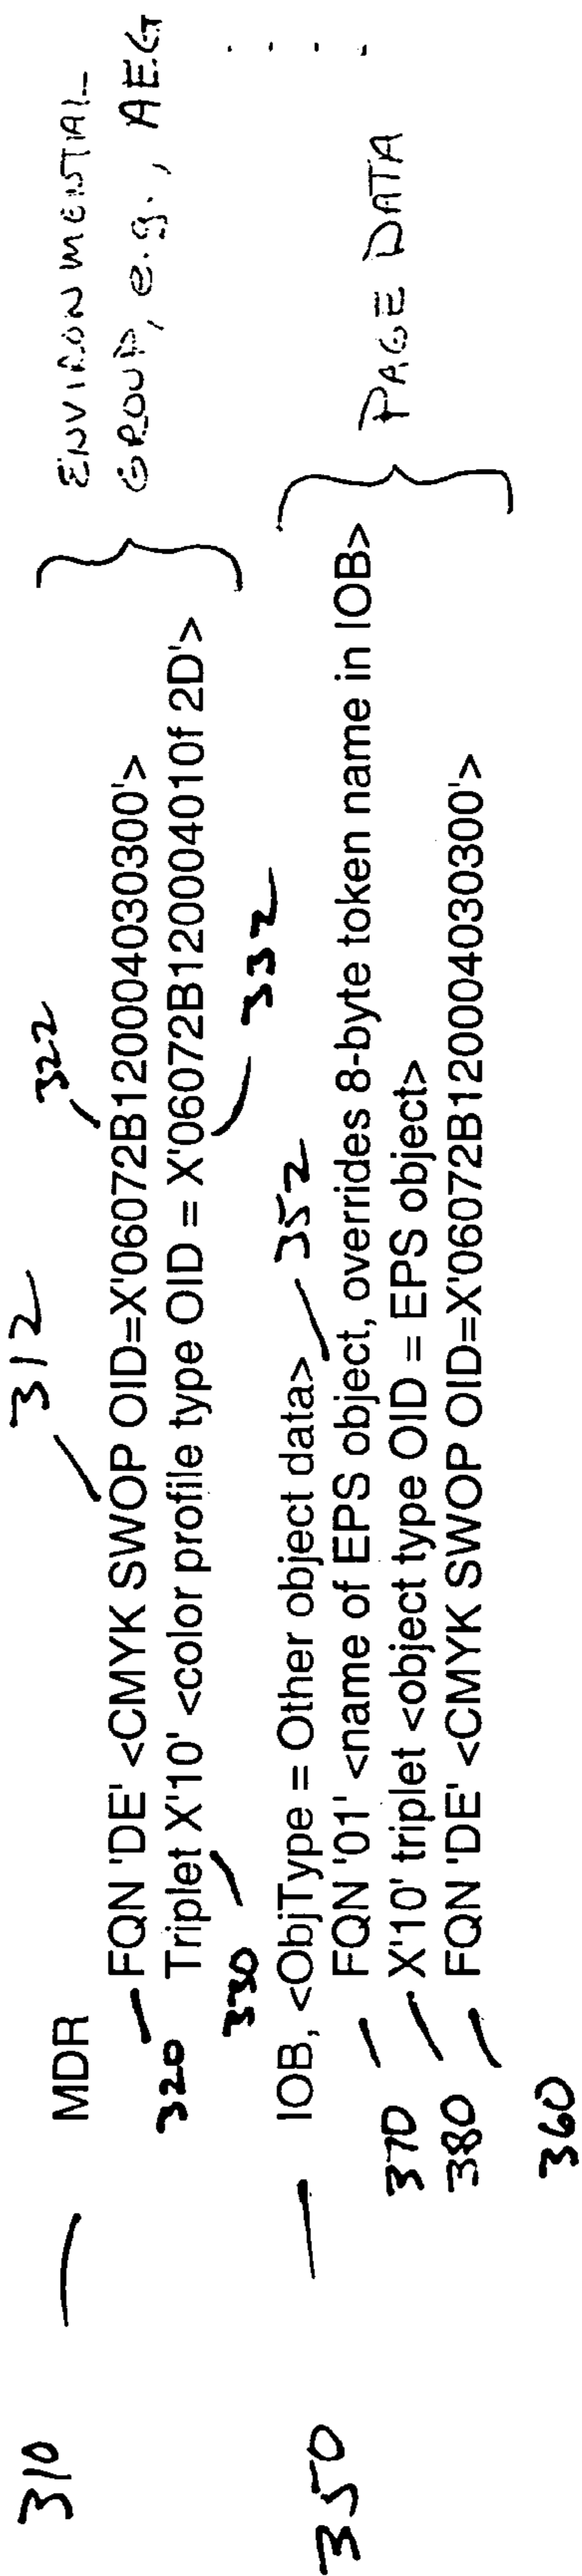 310
MDR
312
322
ENVIRONMENTAL
GROUP, e.g., AEG
FQN 'DE' <CMYK SWOP OID=X'06072B120004030300'>
320
Triplet X'10' <color profile type OID = X'06072B120004010f 2D'>
330
332
350
IOB, <ObjType = Other object data>
352
FQN '01' <name of EPS object, overrides 8-byte token name in IOB>
370
X'10' triplet <object type OID = EPS object>
380
FQN 'DE' <CMYK SWOP OID=X'06072B120004030300'>
360
PAGE DATA